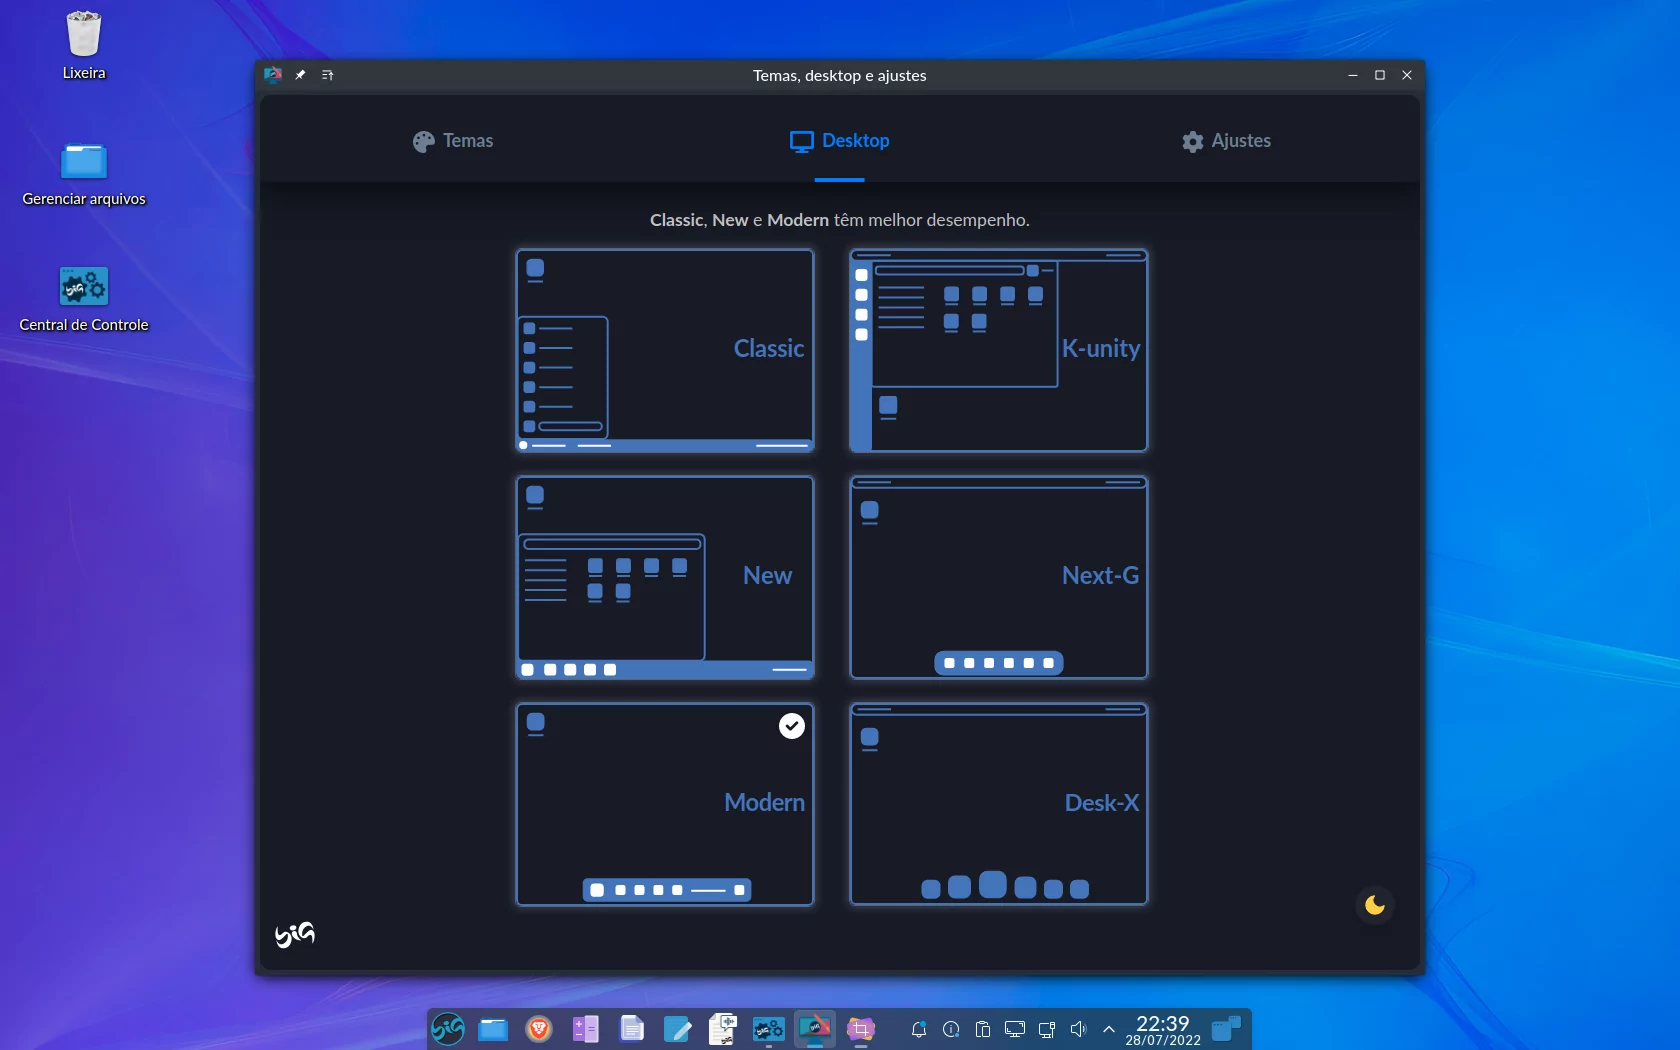 Lixeira
Gerenciar arquivos
Central de Controle
Temas, desktop e ajustes
Temas
Desktop
Ajustes
Classic, New e Modern têm melhor desempenho.
Classic
K-unity
New
Next-G
Modern
Desk-X
big
22:39
28/07/2022